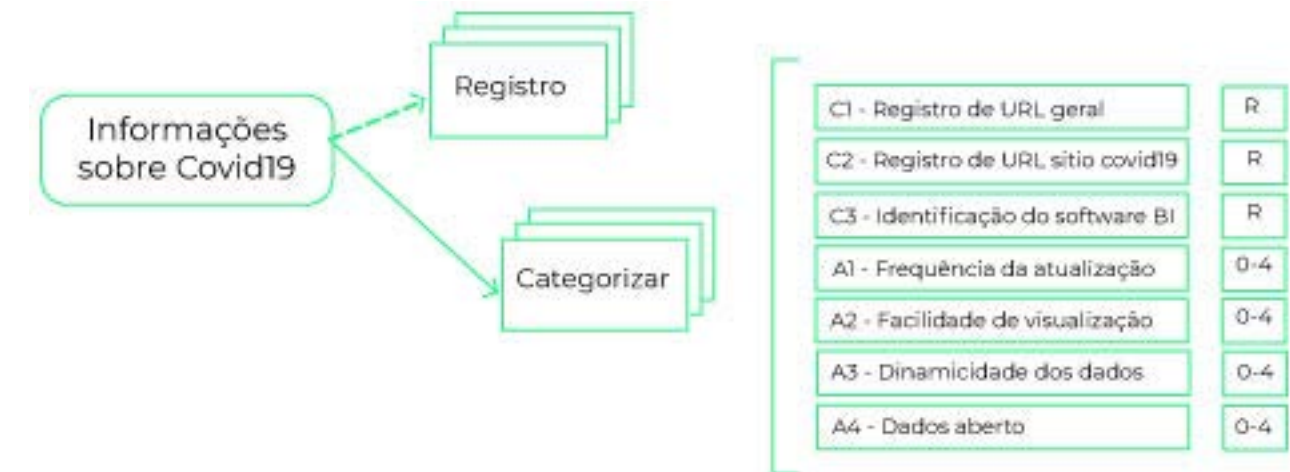 Informações
sobre Covid19
Registro
Categorizar
C1 - Registro de URL geral R
C2 - Registro de URL sitio covid19 R
C3 - Identificação do software BI R
A1 - Frequência da atualização 0-4
A2 - Facilidade de visualização 0-4
A3 - Dinamicidade dos dados 0-4
A4 - Dados aberto 0-4